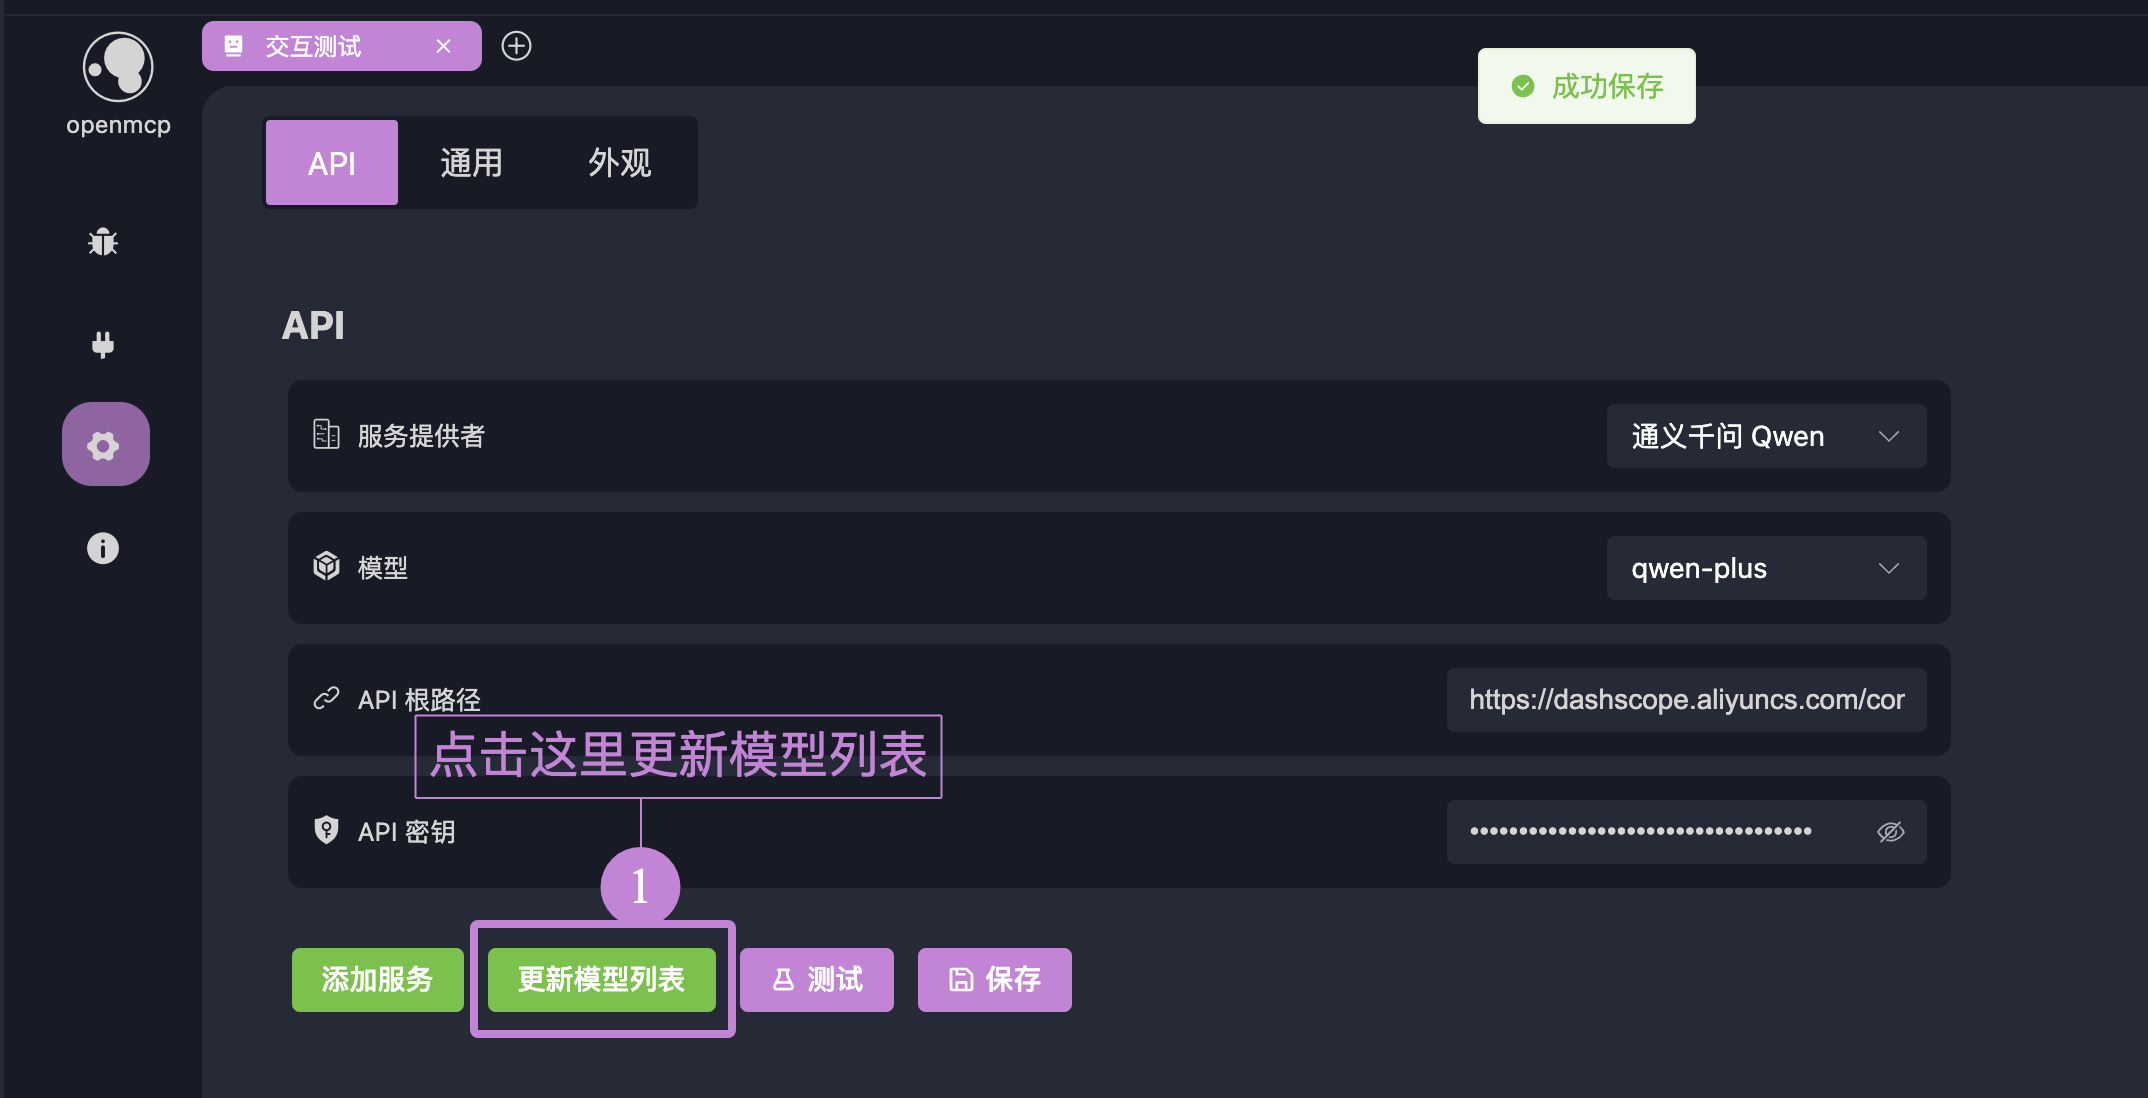 交互测试
成功保存
openmcp
API
通用
外观
API
服务提供者
通义千问 Qwen
模型
qwen-plus
API 根路径
https://dashscope.aliyuncs.com/cor
点击这里更新模型列表
API 密钥
••••••••••••••••••••••••••••••••••••
1
添加服务
更新模型列表
测试
保存